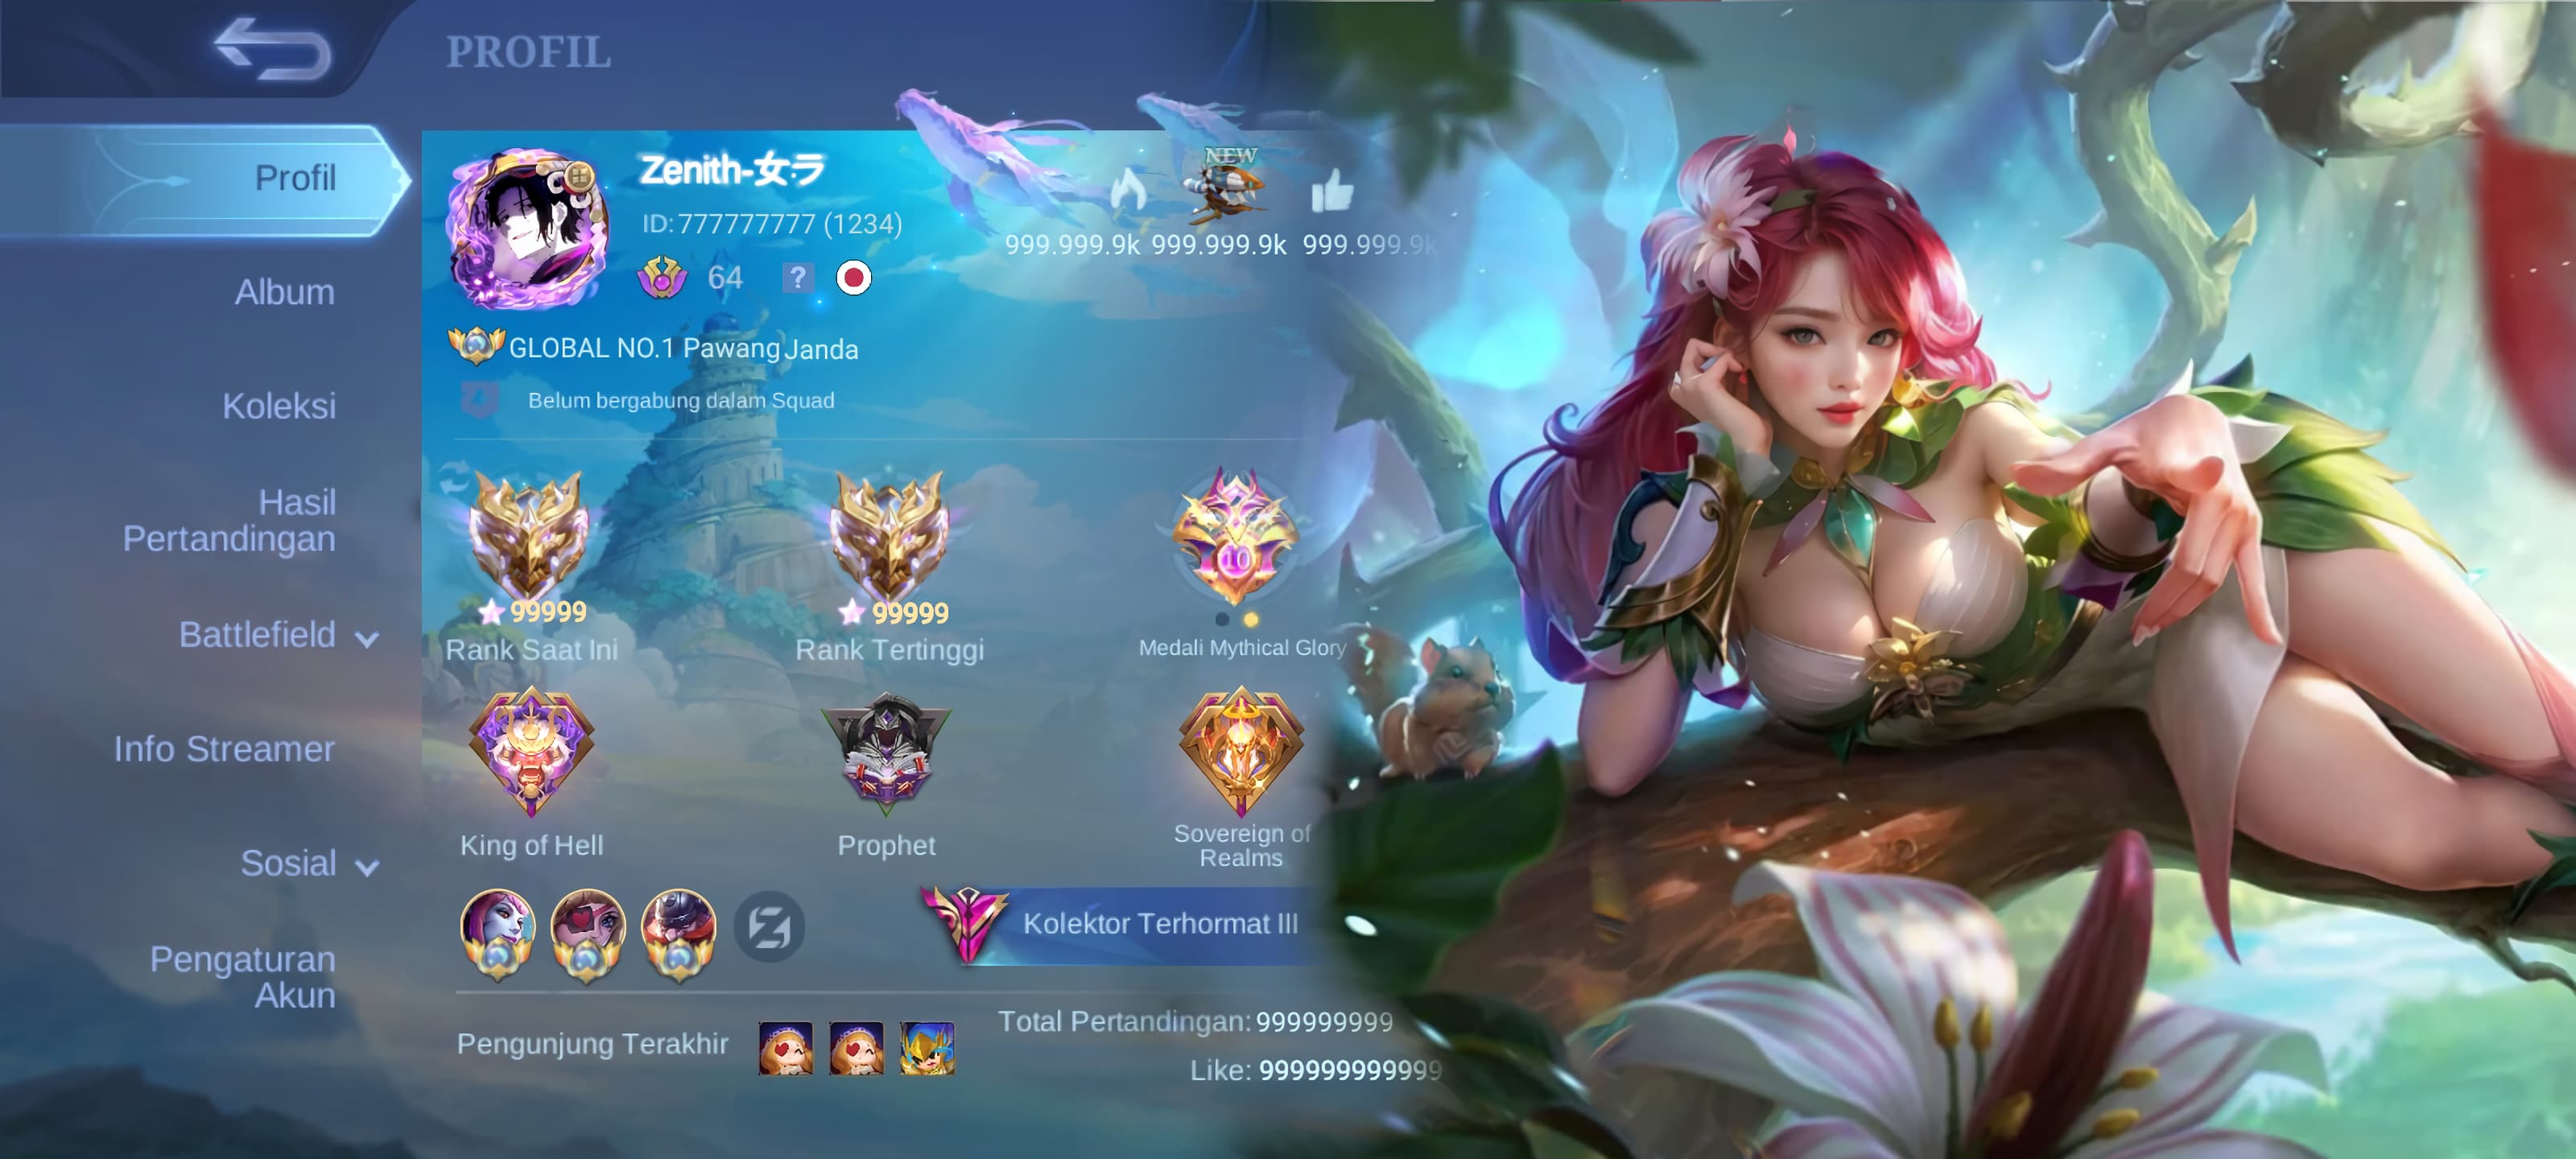 PROFIL
Profil
Album
Koleksi
Hasil
Pertandingan
Battlefield
Info Streamer
Sosial
Pengaturan
Akun
Zenith-女ラ
ID: 777777777 (1234)
64
?
NEW
999.999.9k 999.999.9k 999.999.9k
GLOBAL NO.1 Pawang Janda
Belum bergabung dalam Squad
99999
Rank Saat Ini
99999
Rank Tertinggi
10
Medali Mythical Glory
King of Hell
Prophet
Sovereign of
Realms
Kolektor Terhormat III
Pengunjung Terakhir
Total Pertandingan: 999999999
Like: 999999999999